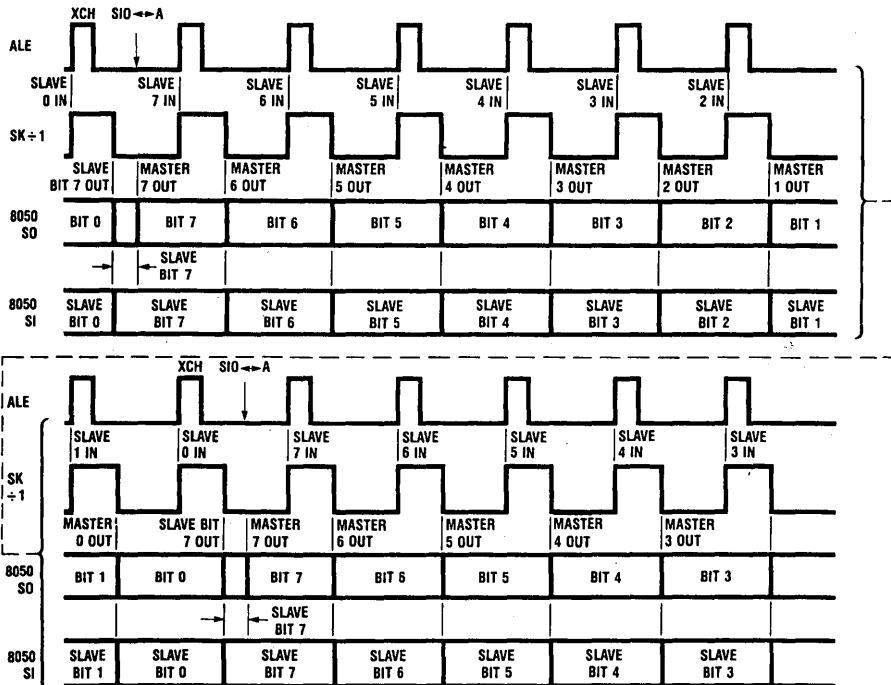 XCH SIO↔A
ALE
SLAVE SLAVE SLAVE SLAVE SLAVE SLAVE SLAVE
0 IN 7 IN 6 IN 5 IN 4 IN 3 IN 2 IN
SK÷1
SLAVE MASTER MASTER MASTER MASTER MASTER MASTER MASTER
BIT 7 OUT 7 OUT 6 OUT 5 OUT 4 OUT 3 OUT 2 OUT 1 OUT
8050
SO
BIT 0 BIT 7 BIT 6 BIT 5 BIT 4 BIT 3 BIT 2 BIT 1
SLAVE
BIT 7
8050
SI
SLAVE SLAVE SLAVE SLAVE SLAVE SLAVE SLAVE SLAVE
BIT 0 BIT 7 BIT 6 BIT 5 BIT 4 BIT 3 BIT 2 BIT 1
XCH SIO↔A
ALE
SLAVE SLAVE SLAVE SLAVE SLAVE SLAVE SLAVE
1 IN 0 IN 7 IN 6 IN 5 IN 4 IN 3 IN
SK
÷1
MASTER SLAVE BIT MASTER MASTER MASTER MASTER MASTER
0 OUT 7 OUT 7 OUT 6 OUT 5 OUT 4 OUT 3 OUT
8050
SO
BIT 1 BIT 0 BIT 7 BIT 6 BIT 5 BIT 4 BIT 3
SLAVE
BIT 7
8050
SI
SLAVE SLAVE SLAVE SLAVE SLAVE SLAVE SLAVE
BIT 1 BIT 0 BIT 7 BIT 6 BIT 5 BIT 4 BIT 3